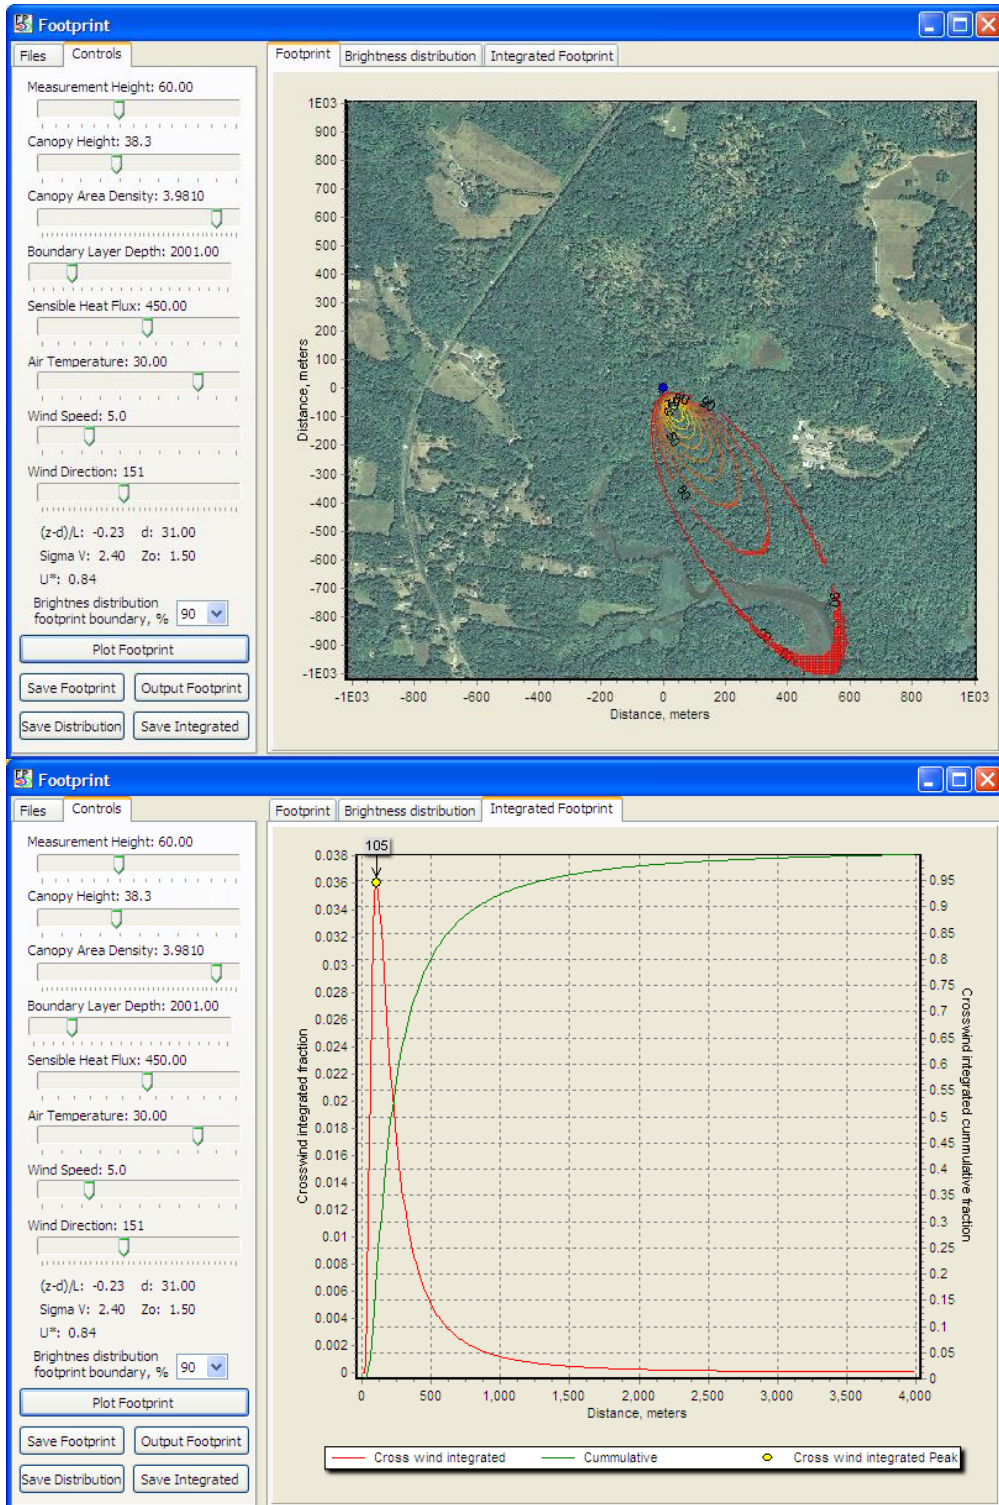 Footprint
Files Controls
Measurement Height: 60.00
Canopy Height: 38.3
Canopy Area Density: 3.9810
Boundary Layer Depth: 2001.00
Sensible Heat Flux: 450.00
Air Temperature: 30.00
Wind Speed: 5.0
Wind Direction: 151
(z-d)/L: -0.23 d: 31.00
Sigma V: 2.40 Zo: 1.50
U*: 0.84
Brightnes distribution
footprint boundary, % 90
Plot Footprint
Save Footprint Output Footprint
Save Distribution Save Integrated
Footprint Brightness distribution Integrated Footprint
Distance, meters
1E03
900
800
700
600
500
400
300
200
100
0
-100
-200
-300
-400
-500
-600
-700
-800
-900
-1E03
90
80
90
-1E03 -800 -600 -400 -200 0 200 400 600 800 1E03
Distance, meters
Footprint
Files Controls
Measurement Height: 60.00
Canopy Height: 38.3
Canopy Area Density: 3.9810
Boundary Layer Depth: 2001.00
Sensible Heat Flux: 450.00
Air Temperature: 30.00
Wind Speed: 5.0
Wind Direction: 151
(z-d)/L: -0.23 d: 31.00
Sigma V: 2.40 Zo: 1.50
U*: 0.84
Brightnes distribution
footprint boundary, % 90
Plot Footprint
Save Footprint Output Footprint
Save Distribution Save Integrated
Footprint Brightness distribution Integrated Footprint
105
Crosswind integrated fraction
0.038
0.036
0.034
0.032
0.03
0.028
0.026
0.024
0.022
0.02
0.018
0.016
0.014
0.012
0.01
0.008
0.006
0.004
0.002
0
0.95
0.9
0.85
0.8
0.75
0.7
0.65
0.6
0.55
0.5
0.45
0.4
0.35
0.3
0.25
0.2
0.15
0.1
0.05
0
Crosswind integrated cummulative fraction
0 500 1,000 1,500 2,000 2,500 3,000 3,500 4,000
Distance, meters
Cross wind integrated Cummulative Cross wind integrated Peak